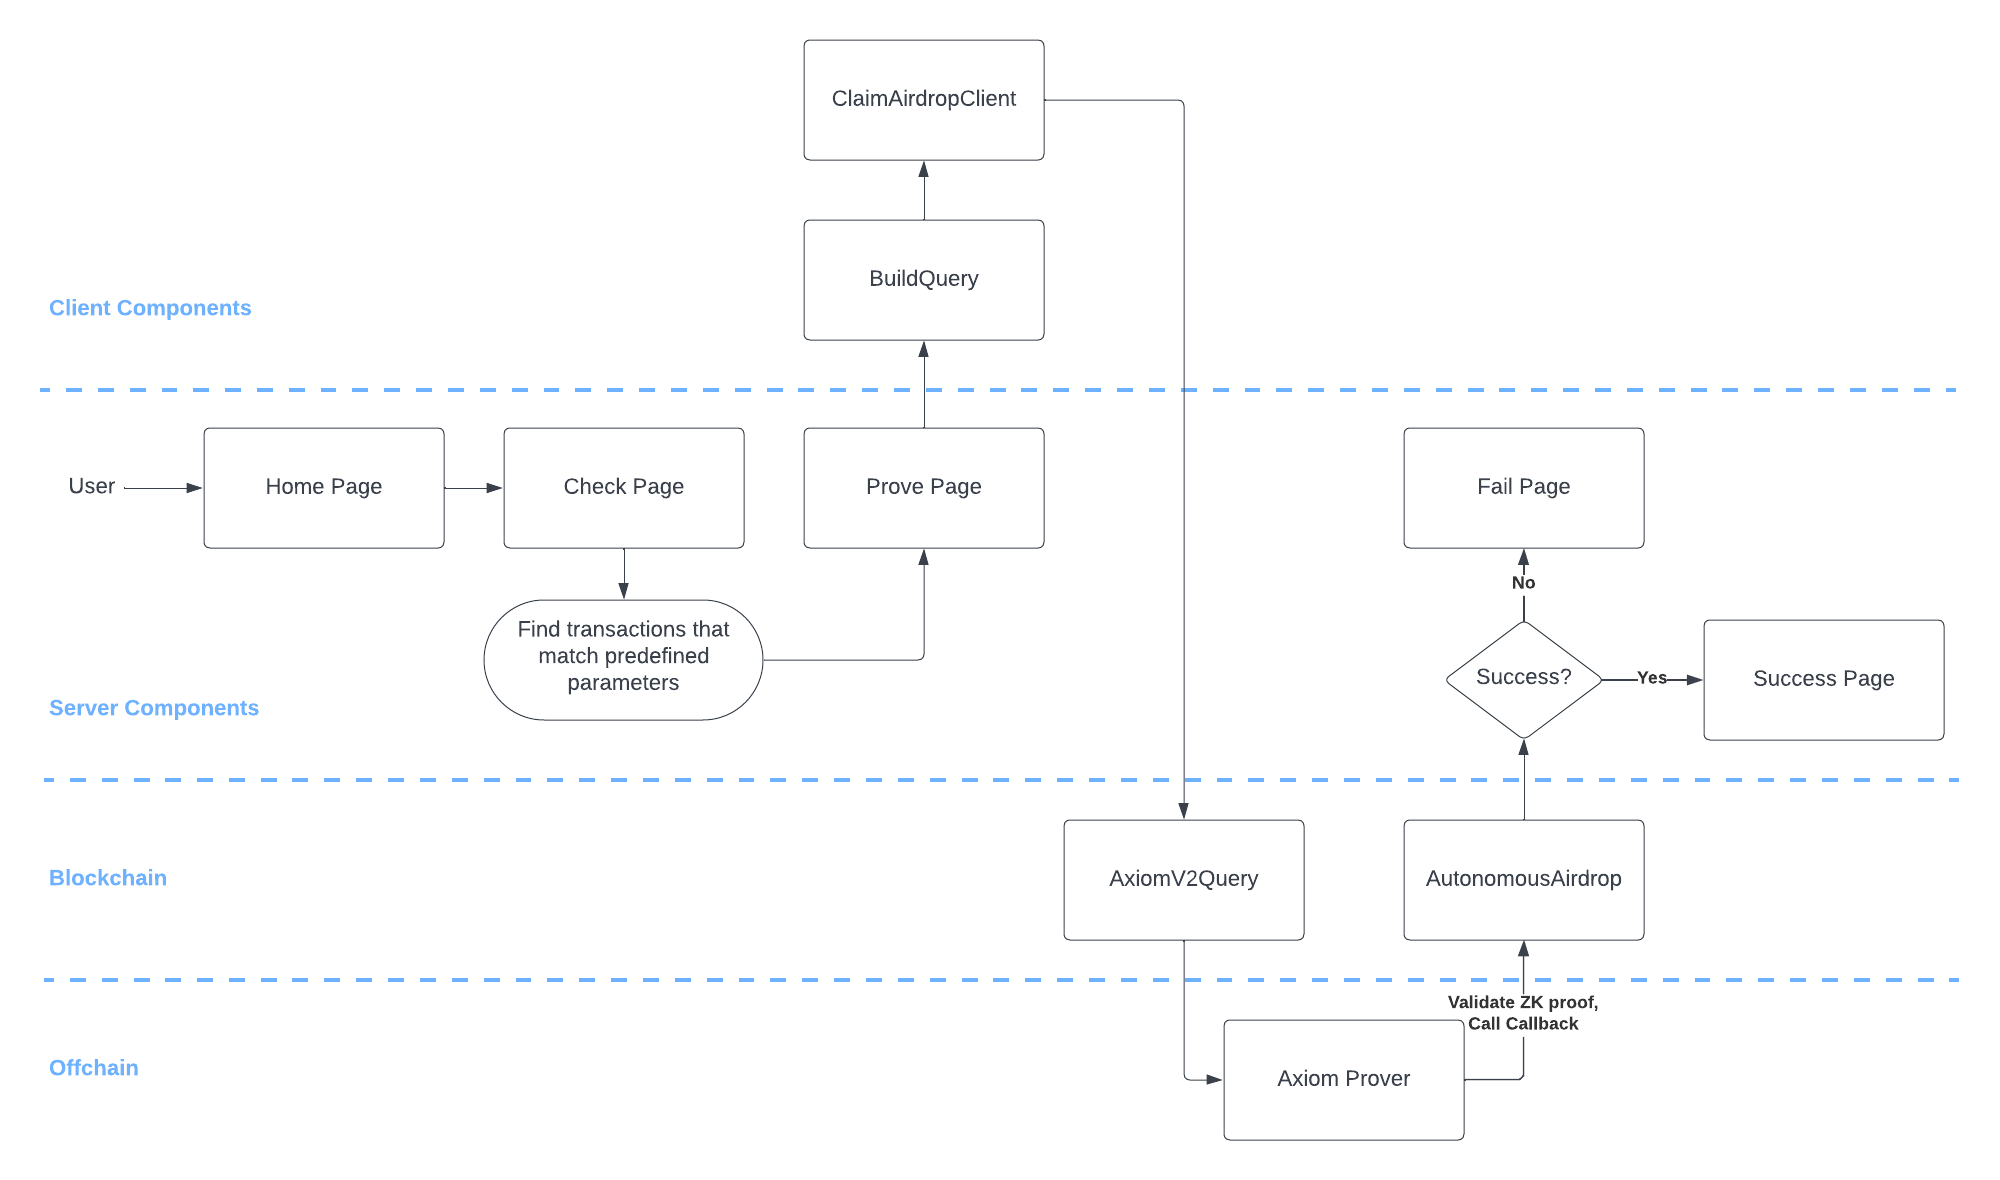 ClaimAirdropClient
BuildQuery
Client Components
User
Home Page
Check Page
Prove Page
Fail Page
No
Find transactions that
match predefined
parameters
Success?
Yes
Success Page
Server Components
Blockchain
AxiomV2Query
AutonomousAirdrop
Validate ZK proof,
Call Callback
Offchain
Axiom Prover